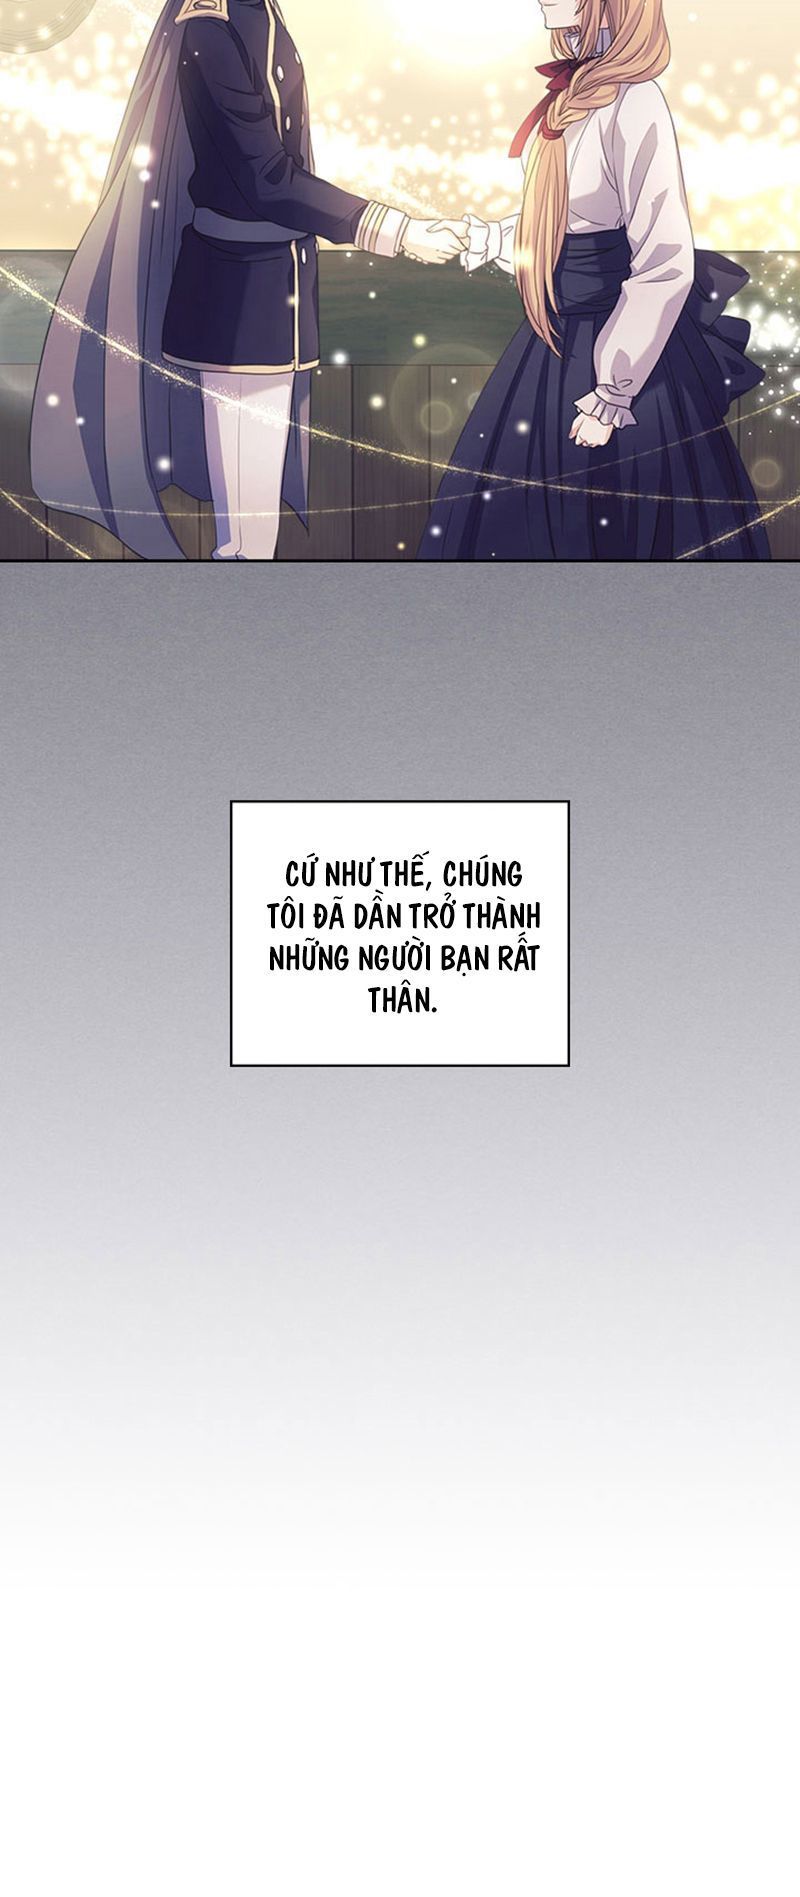 CỨ NHƯ THẾ, CHÚNG
TÔI ĐÃ DẦN TRỞ THÀNH
NHỮNG NGƯỜI BẠN RẤT
THÂN.